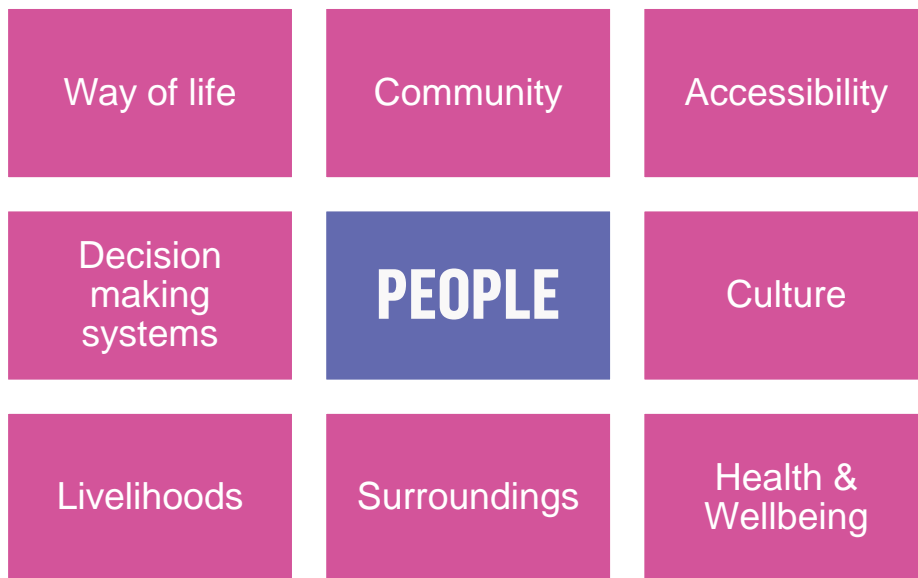 Way of life
Community
Accessibility
Decision
making
systems
PEOPLE
Culture
Livelihoods
Surroundings
Health &
Wellbeing